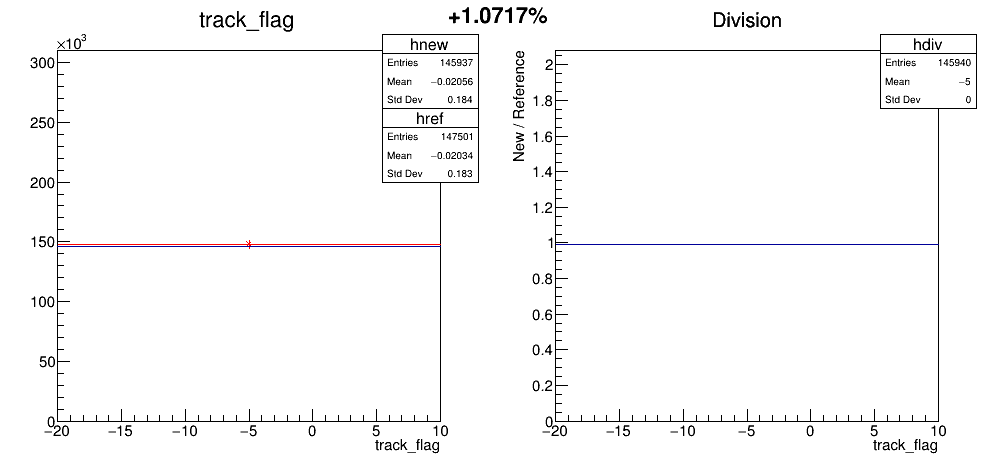 +1.0717%
track_flag
×10³
hnew
Entries 145937
Mean −0.02056
Std Dev 0.184
href
Entries 147501
Mean −0.02034
Std Dev 0.183
300
250
200
150
100
50
0
−20 −15 −10 −5 0 5 10
track_flag
Division
hdiv
Entries 145940
Mean −5
Std Dev 0
New / Reference
2
1.8
1.6
1.4
1.2
1
0.8
0.6
0.4
0.2
0
−20 −15 −10 −5 0 5 10
track_flag